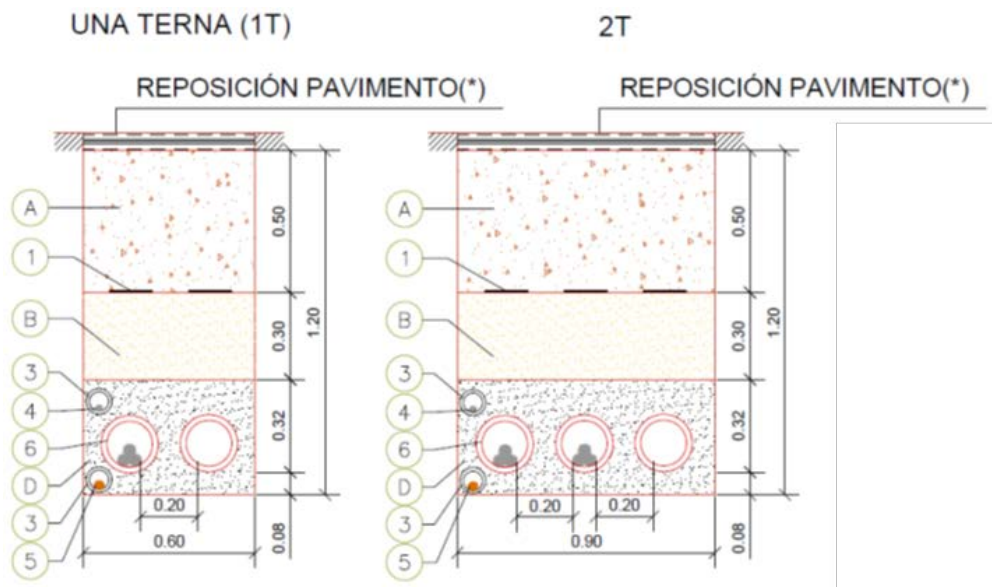 UNA TERNA (1T)
2T
REPOSICIÓN PAVIMENTO(*)
REPOSICIÓN PAVIMENTO(*)
A
1
B
3
4
6
D
3
5
0.50
0.30
0.32
0.08
1.20
0.20
0.60
A
1
B
3
4
6
D
3
5
0.50
0.30
0.32
0.08
1.20
0.20
0.20
0.90